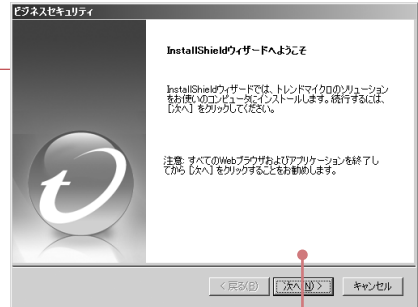 ビジネスセキュリティ
InstallShieldウィザードへようこそ
InstallShieldウィザードでは、トレンドマイクロのソリューション
をお使いのコンピュータにインストールします。続行するには、
［次へ］をクリックしてください。
注意: すべてのWebブラウザおよびアプリケーションを終了し
てから［次へ］をクリックすることをお勧めします。
< 戻る(B)
次へ(N) >
キャンセル